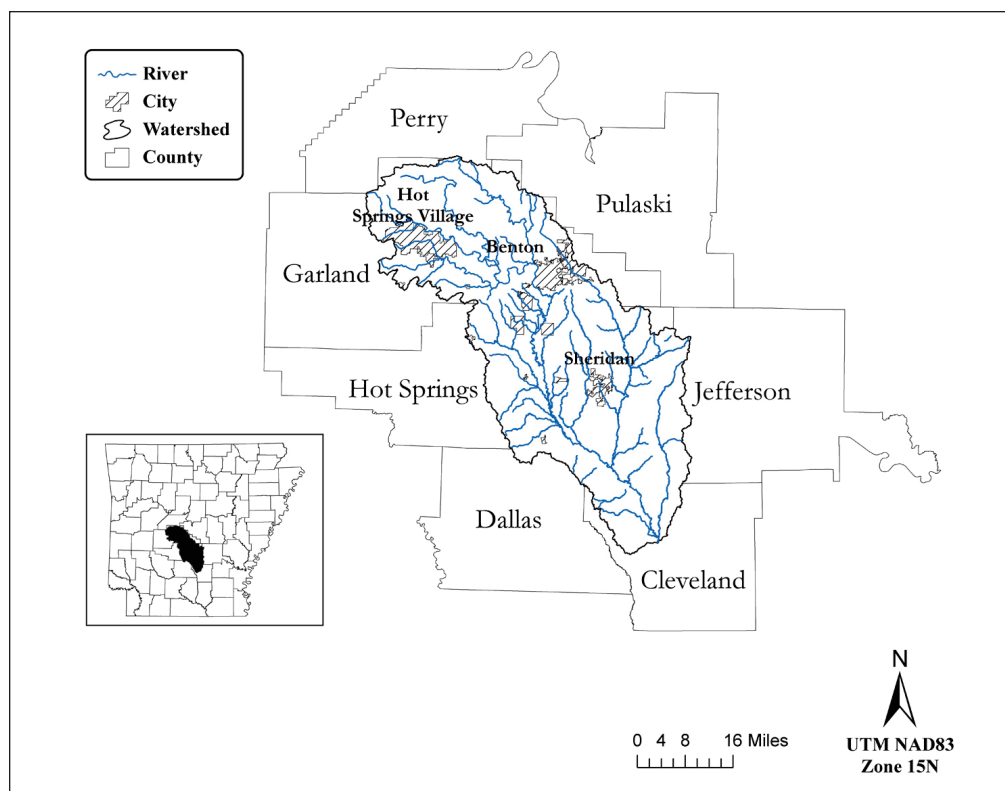 River
City
Watershed
County
Perry
Pulaski
Hot
Springs Village
Benton
Garland
Sheridan
Hot Springs
Jefferson
Dallas
Cleveland
N
0 4 8 16 Miles
UTM NAD83
Zone 15N